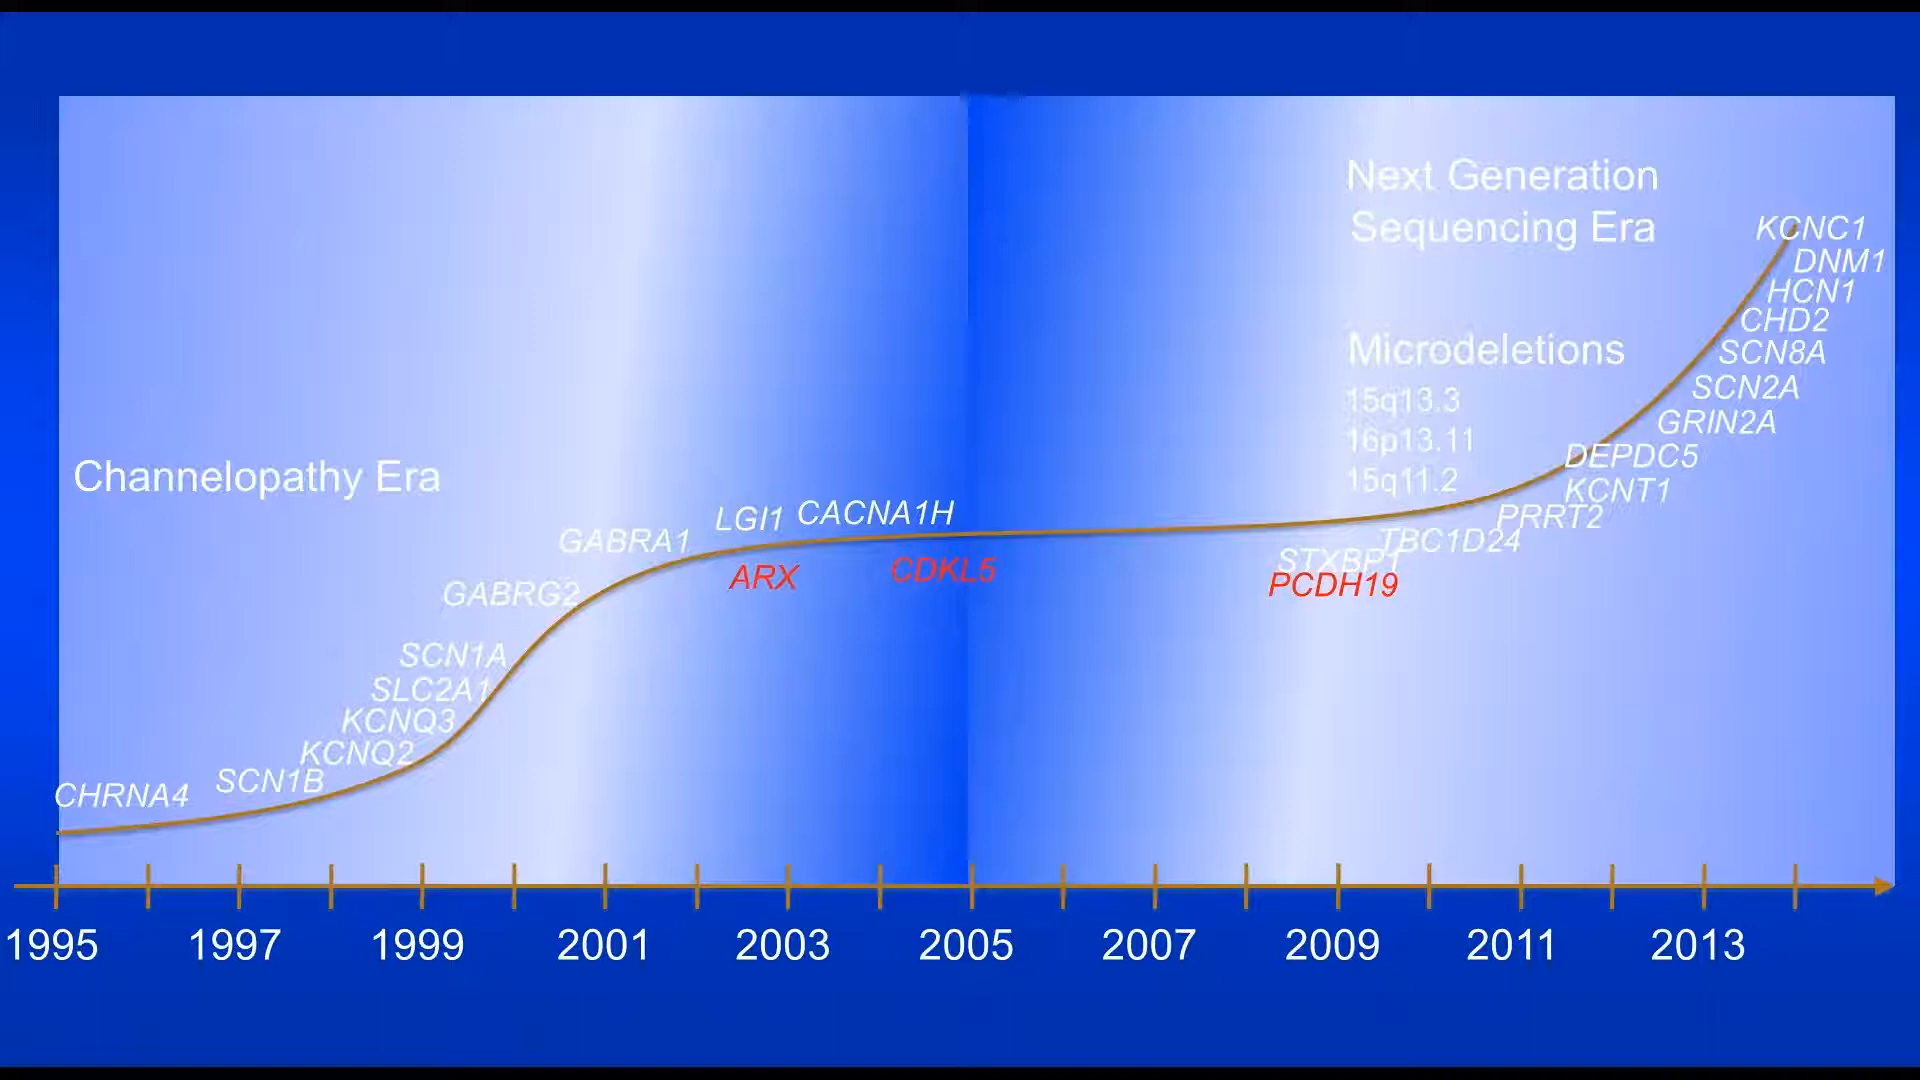 Next Generation
Sequencing Era
KCNC1
DNM1
HCN1
CHD2
SCN8A
SCN2A
GRIN2A
DEPDC5
KCNT1
PRRT2
TBC1D24
STXBP1
PCDH19
Microdeletions
15q13.3
16p13.11
15q11.2
Channelopathy Era
CACNA1H
LGI1
CDKL5
ARX
GABRA1
GABRG2
SCN1A
SLC2A1
KCNQ3
KCNQ2
SCN1B
CHRNA4
1995 1997 1999 2001 2003 2005 2007 2009 2011 2013